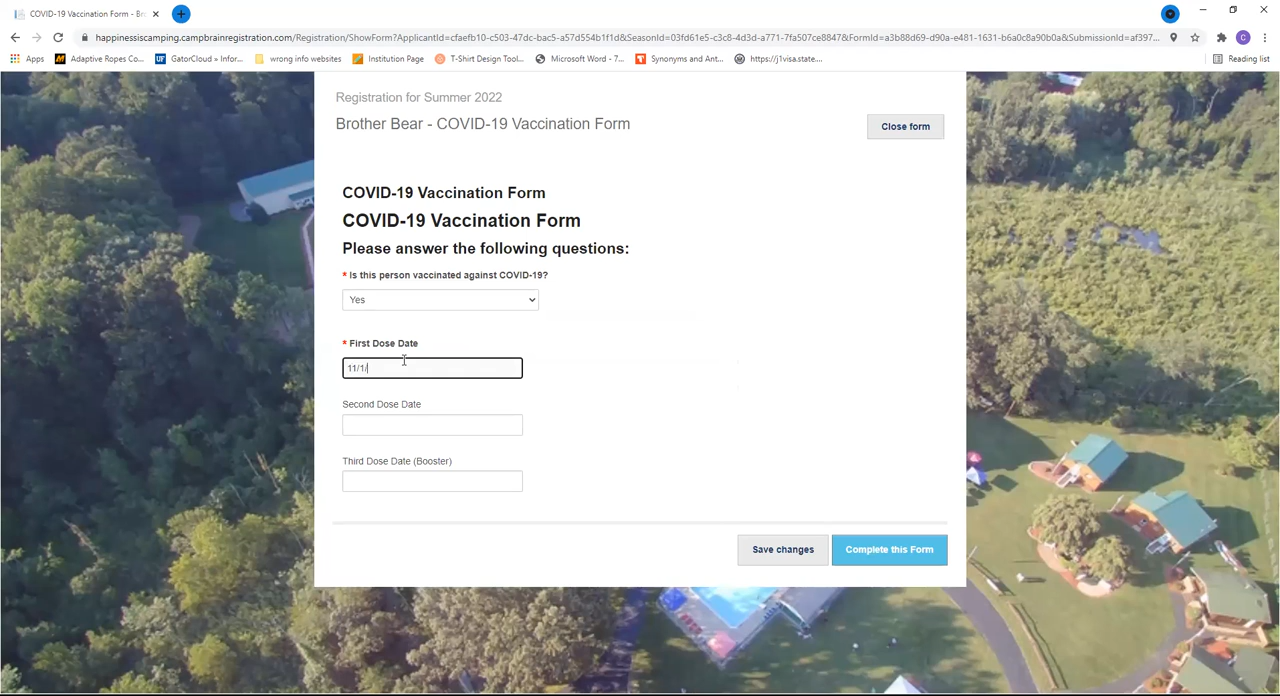 COVID-19 Vaccination Form - Bro
happinessiscamping.campbrainregistration.com/Registration/ShowForm?ApplicantId=cfaefb10-c503-47dc-bac5-a57d554b1f1d&SeasonId=03fd61e5-c3c8-4d3d-a771-7fa507ce8847&FormId=a3b88d69-d90a-e481-1631-b6a0c8a90b0a&SubmissionId=af397...
C
Apps
Adaptive Ropes Co...
GatorCloud » Infor...
wrong info websites
Institution Page
T-Shirt Design Tool...
Microsoft Word - 7...
Synonyms and Ant...
https://j1visa.state....
Reading list
Registration for Summer 2022
Brother Bear - COVID-19 Vaccination Form
Close form
COVID-19 Vaccination Form
COVID-19 Vaccination Form
Please answer the following questions:
* Is this person vaccinated against COVID-19?
Yes
* First Dose Date
11/1/
Second Dose Date
Third Dose Date (Booster)
Save changes
Complete this Form